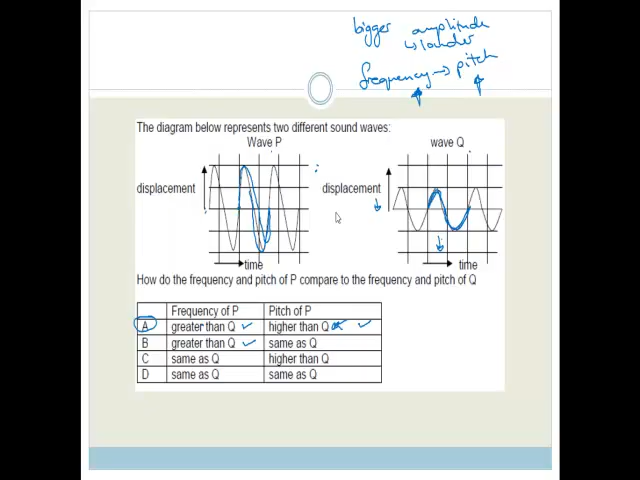 bigger amplitude
↳ louder
frequency → pitch
The diagram below represents two different sound waves:
Wave P wave Q
displacement displacement
time time
How do the frequency and pitch of P compare to the frequency and pitch of Q
Frequency of P Pitch of P
A greater than Q higher than Q
B greater than Q same as Q
C same as Q higher than Q
D same as Q same as Q